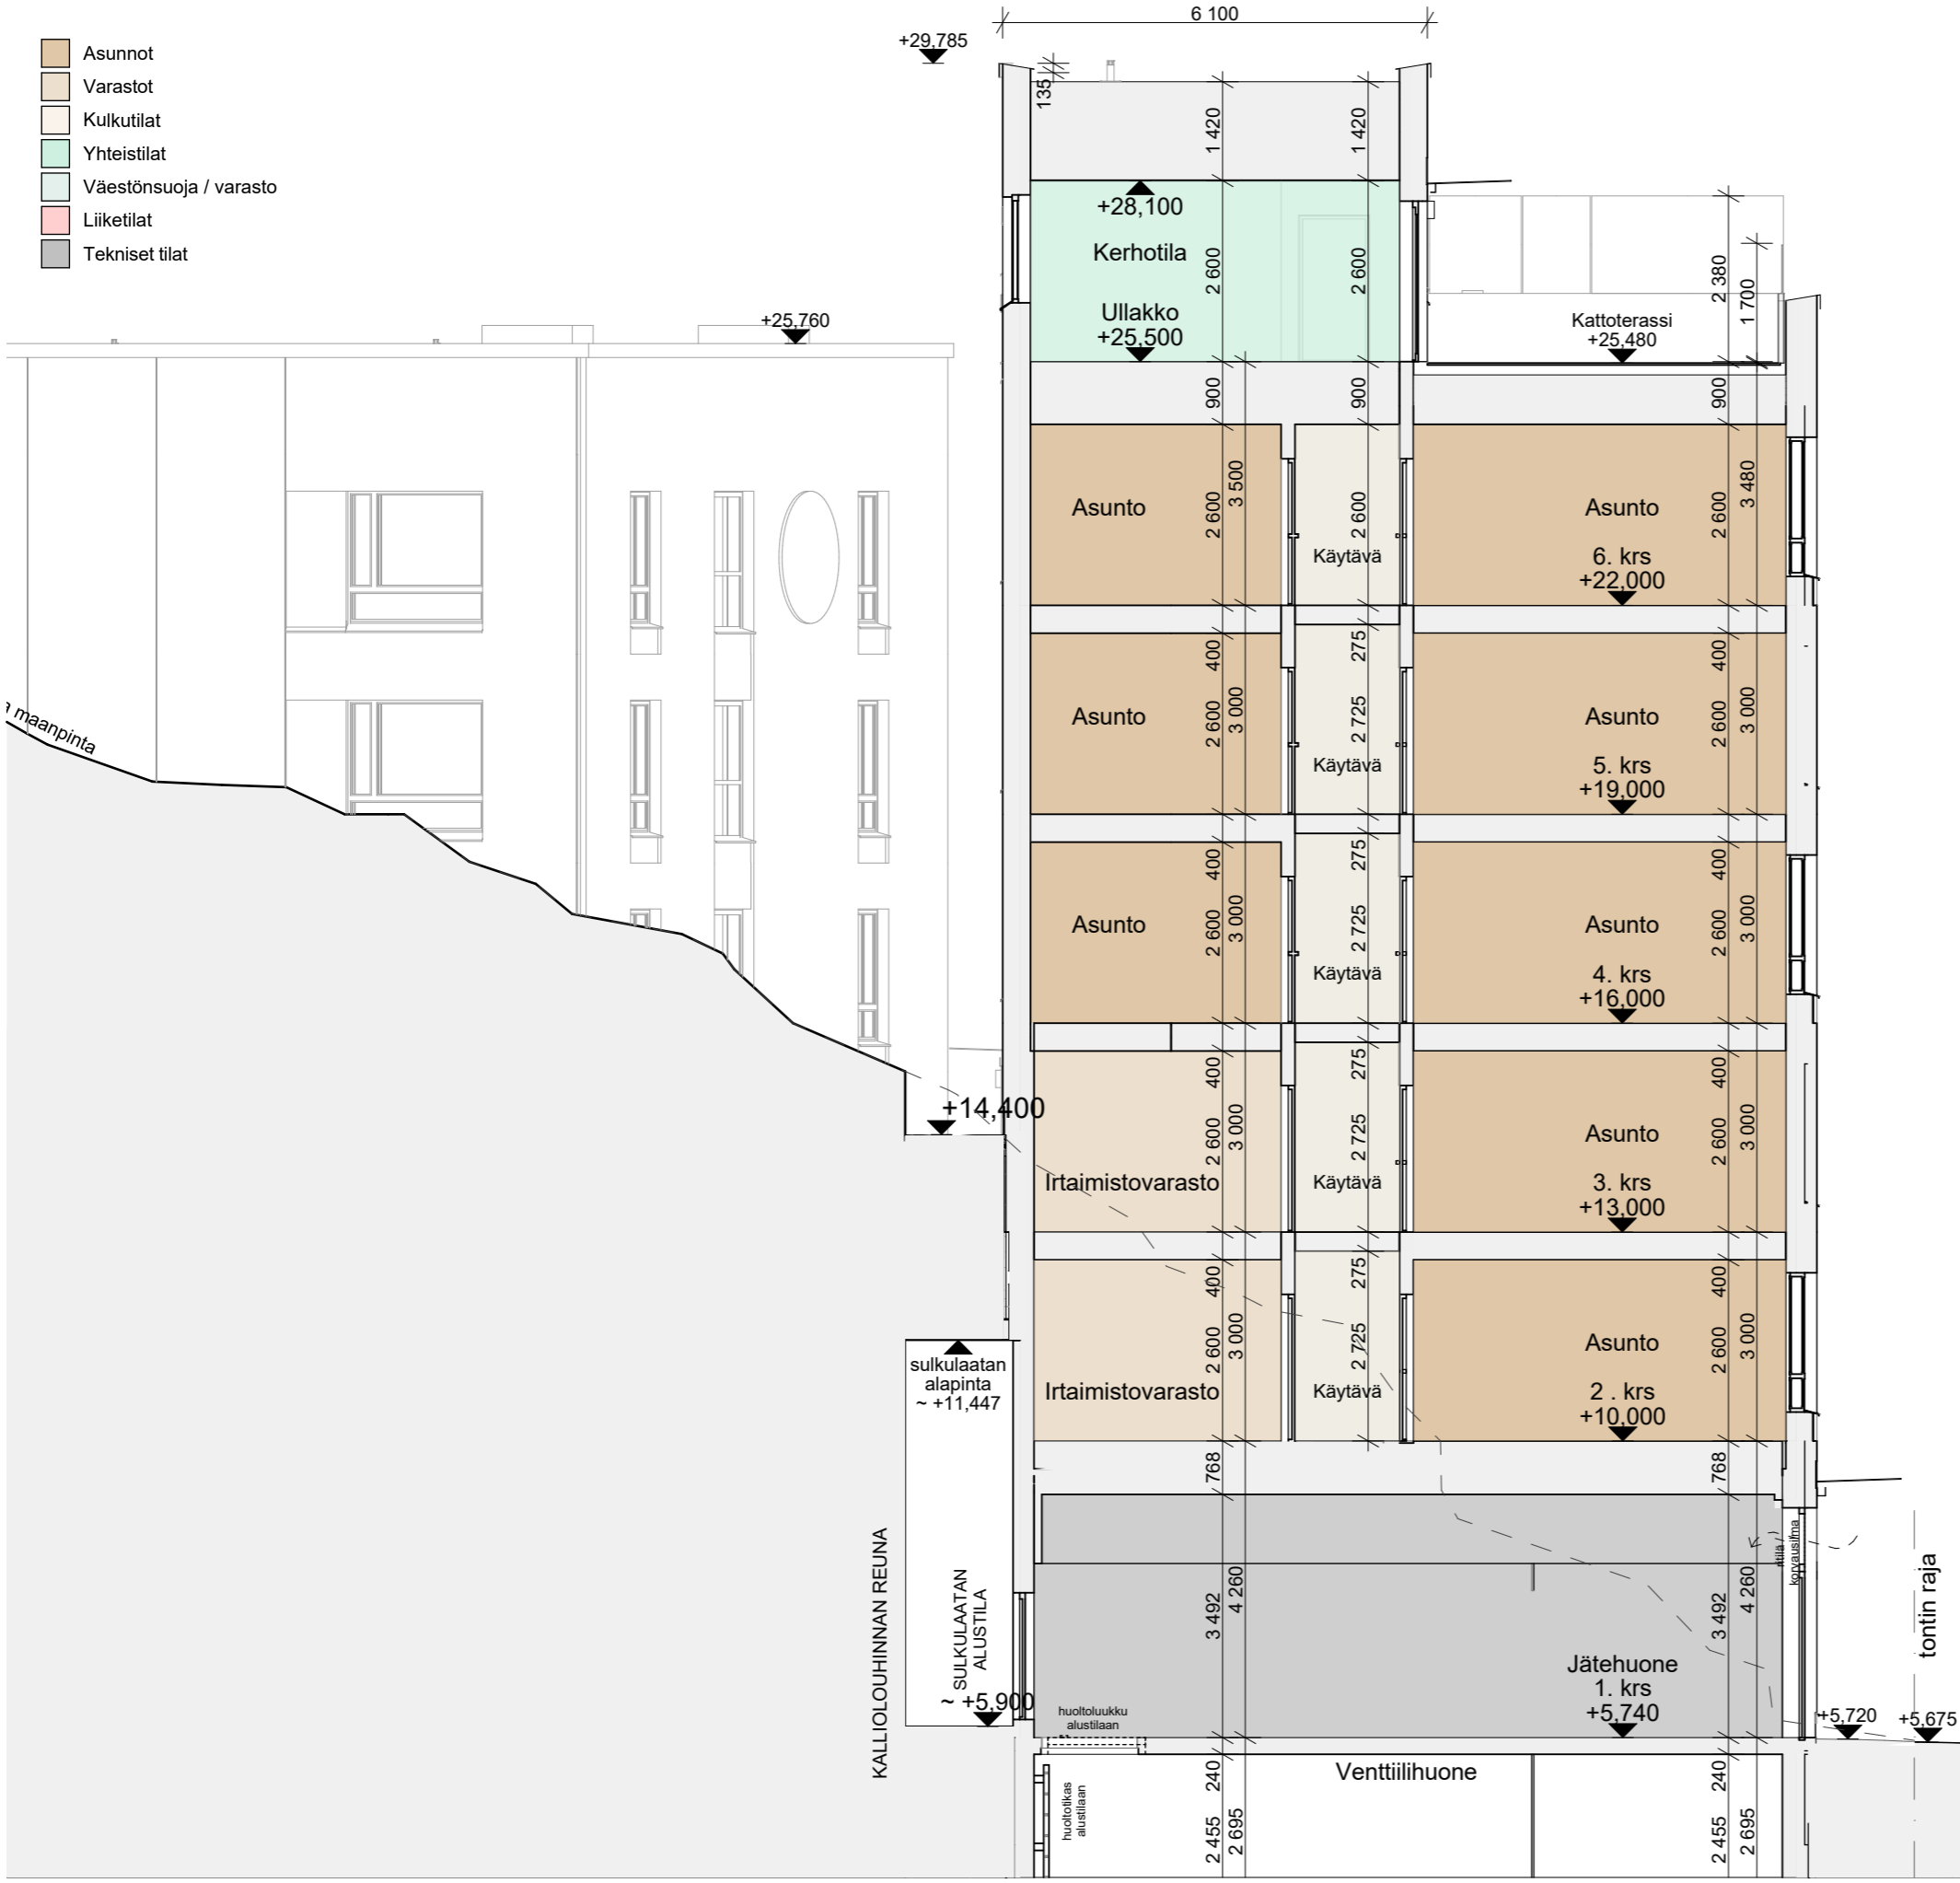 6 100
+29,785
Asunnot
Varastot
Kulkutilat
Yhteistilat
Väestönsuoja / varasto
Liiketilat
Tekniset tilat
135
1 420
1 420
+28,100
Kerhotila
2 600
2 600
Ullakko
+25,500
2 380
1 700
Kattoterassi
+25,480
+25,760
900
900
900
Asunto
2 600
3 500
2 600
Käytävä
Asunto
6. krs
+22,000
2 600
3 480
400
275
400
Asunto
2 600
3 000
2 725
Käytävä
Asunto
5. krs
+19,000
2 600
3 000
maanpinta
400
275
400
Asunto
2 600
3 000
2 725
Käytävä
Asunto
4. krs
+16,000
2 600
3 000
400
275
400
+14,400
Irtaimistovarasto
2 600
3 000
2 725
Käytävä
Asunto
3. krs
+13,000
2 600
3 000
400
275
400
sulkulaatan
alapinta
~ +11,447
Irtaimistovarasto
2 600
3 000
2 725
Käytävä
Asunto
2 . krs
+10,000
2 600
3 000
768
768
KALLIOLOUHINNAN REUNA
SULKULAATAN
ALUSTILA
~ +5,900
3 492
4 260
Jätehuone
1. krs
+5,740
3 492
4 260
korvausilma
tontin raja
+5,720
+5,675
huoltoluukku
alustilaan
240
Venttiilihuone
240
huoltotikas
alustilaan
2 455
2 695
2 455
2 695